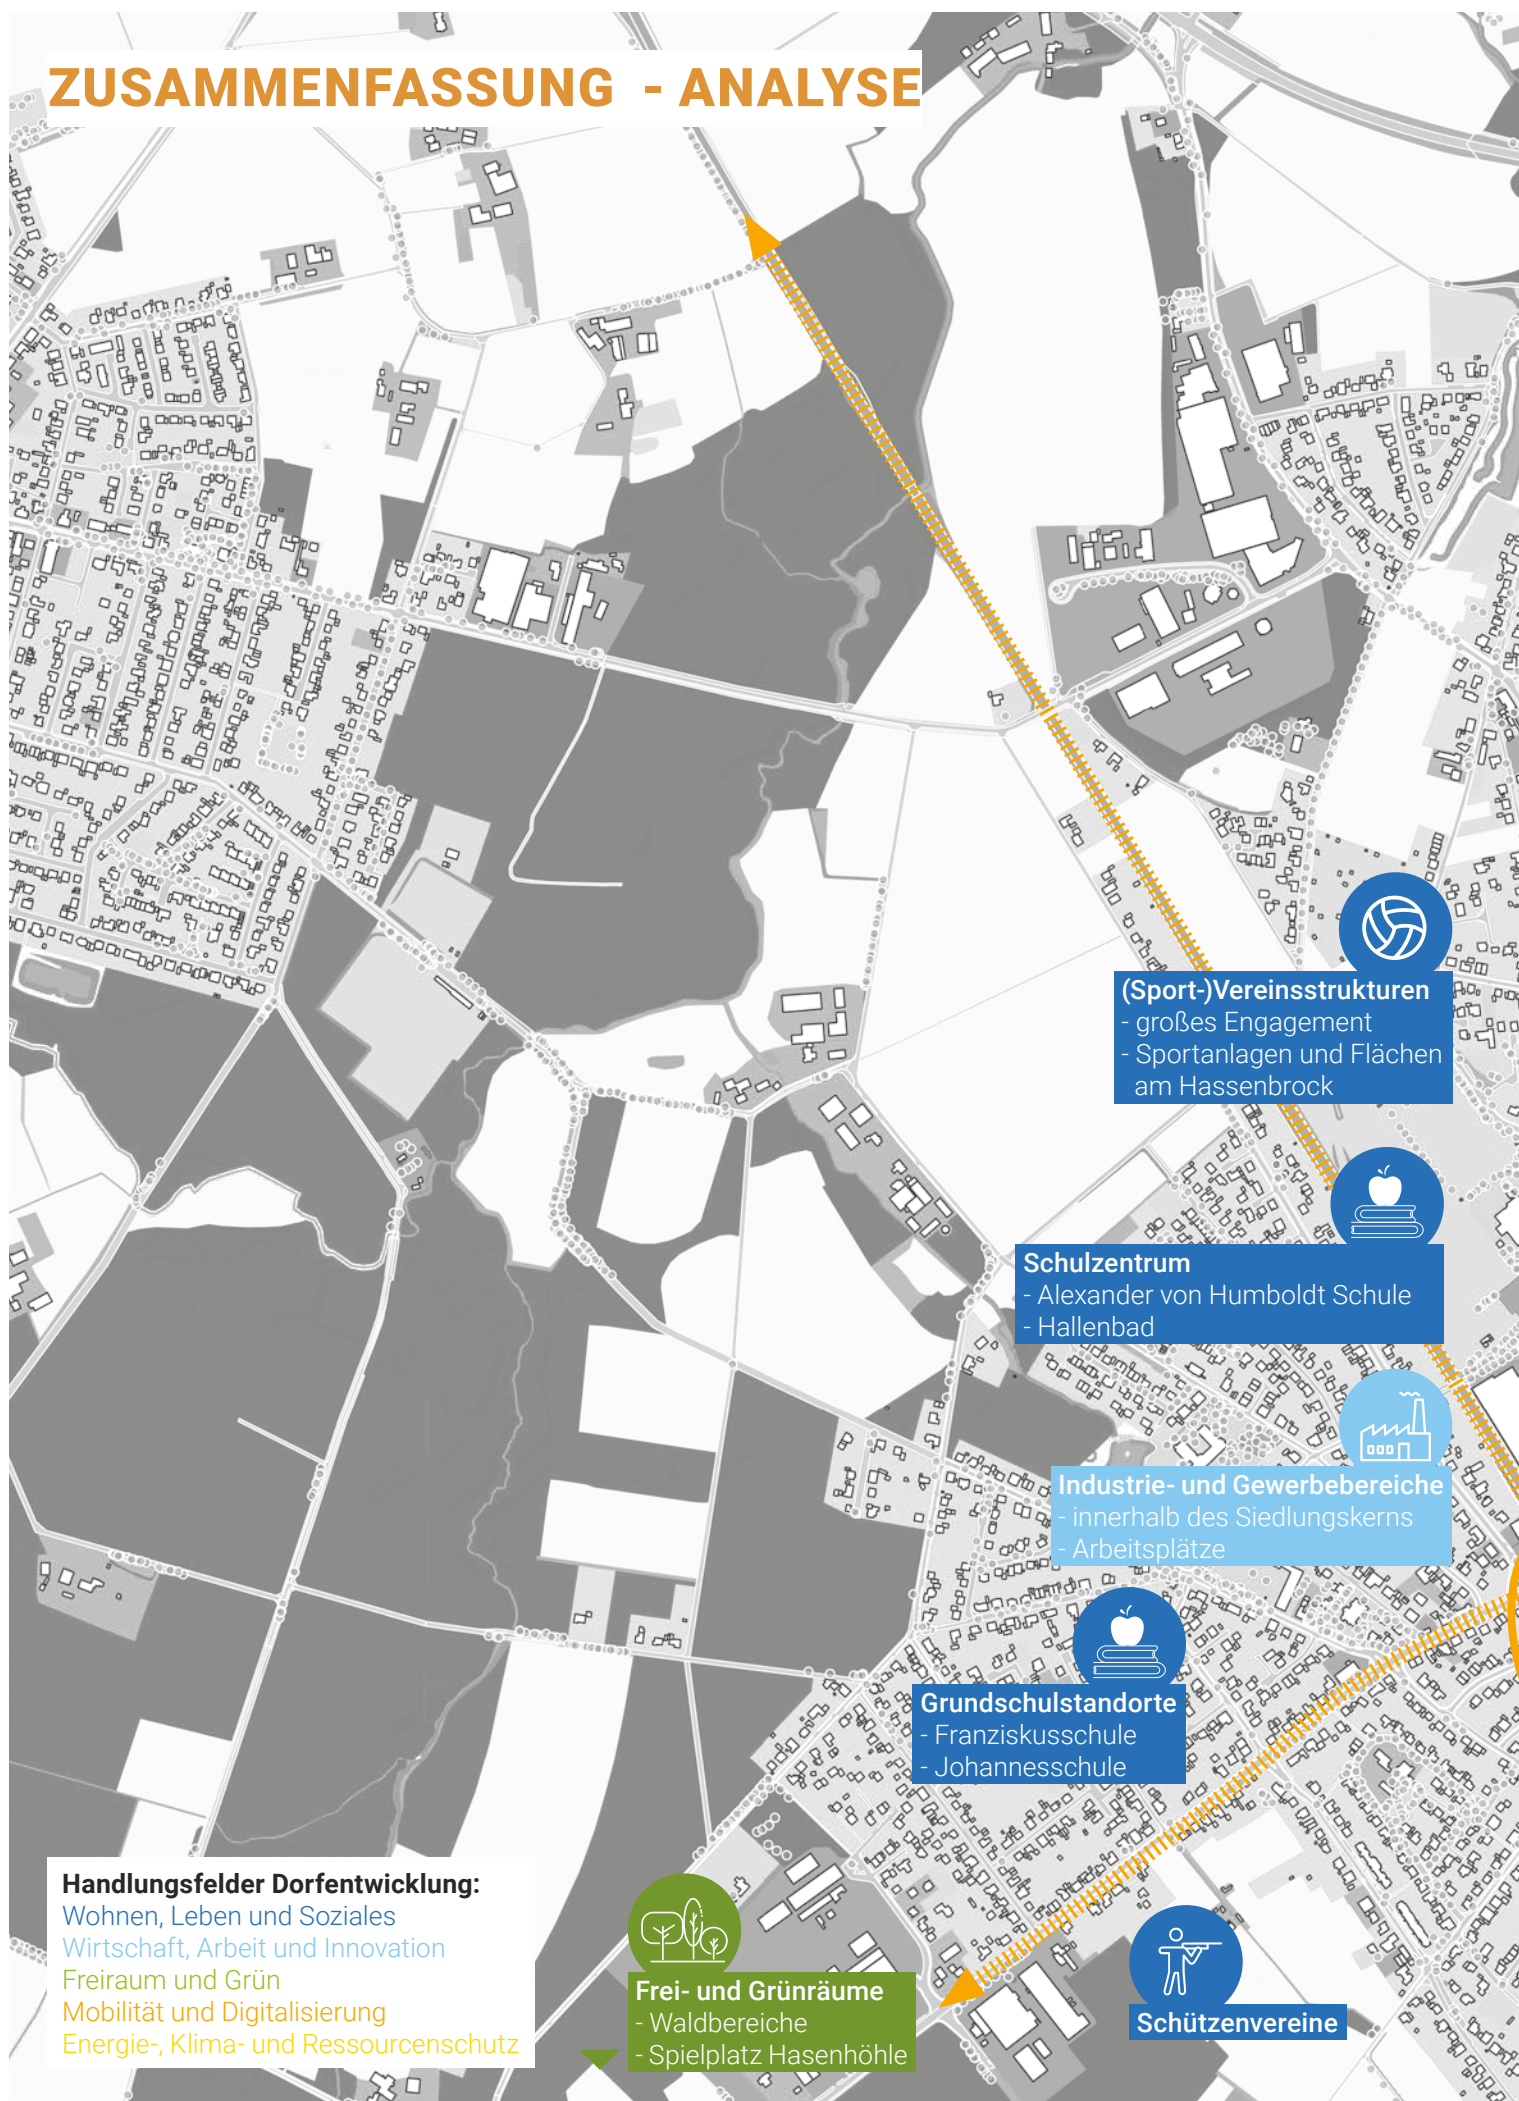 ZUSAMMENFASSUNG - ANALYSE
(Sport-)Vereinsstrukturen
- großes Engagement
- Sportanlagen und Flächen
am Hassenbrock
Schulzentrum
- Alexander von Humboldt Schule
- Hallenbad
Industrie- und Gewerbebereiche
- innerhalb des Siedlungskerns
- Arbeitsplätze
Grundschulstandorte
- Franziskusschule
- Johannesschule
Handlungsfelder Dorfentwicklung:
Wohnen, Leben und Soziales
Wirtschaft, Arbeit und Innovation
Freiraum und Grün
Mobilität und Digitalisierung
Energie-, Klima- und Ressourcenschutz
Frei- und Grünräume
- Waldbereiche
- Spielplatz Hasenhöhle
Schützenvereine